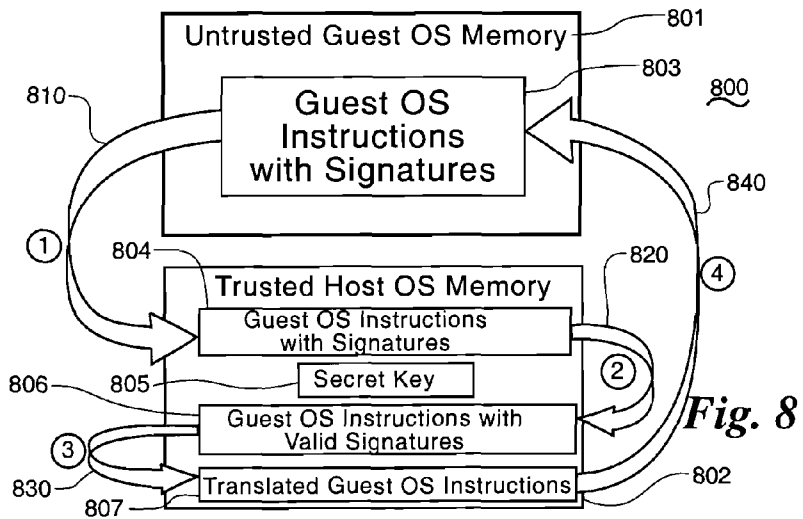 Untrusted Guest OS Memory
801
810
803
800
Guest OS
Instructions
with Signatures
840
1
804
820
4
Trusted Host OS Memory
Guest OS Instructions
with Signatures
805
Secret Key
2
806
Guest OS Instructions with
Valid Signatures
Fig. 8
3
830
807
Translated Guest OS Instructions
802